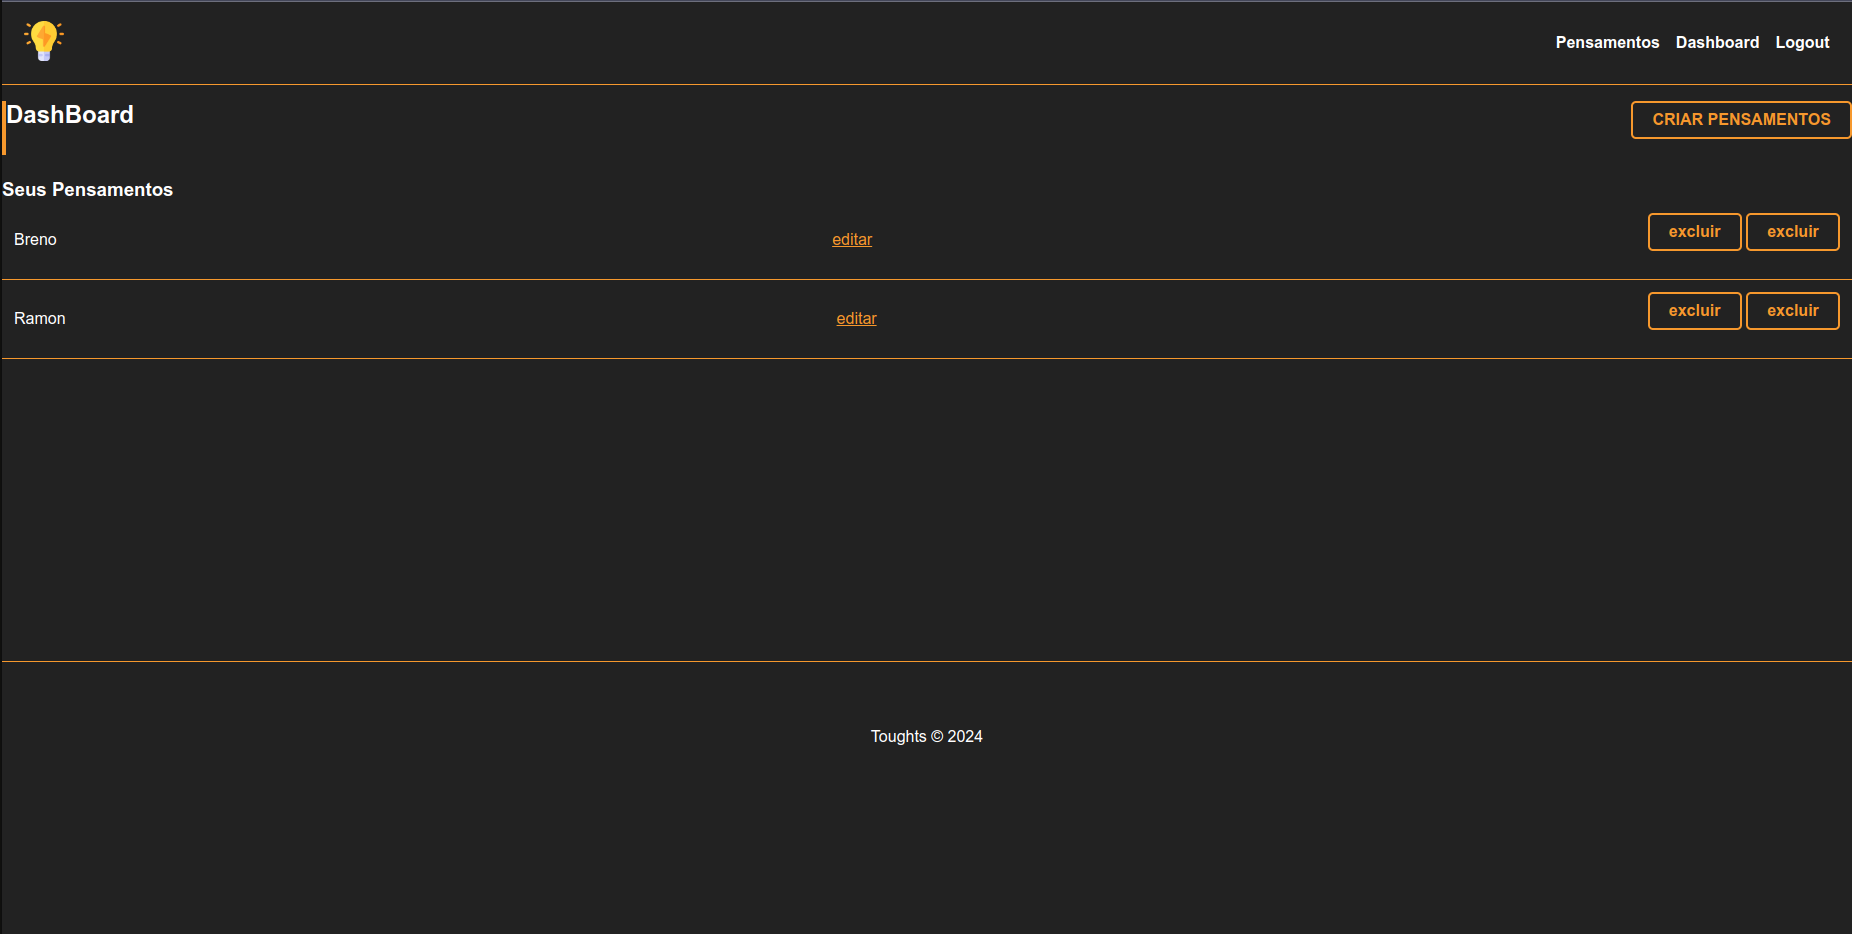 Pensamentos Dashboard Logout
DashBoard
CRIAR PENSAMENTOS
Seus Pensamentos
Breno editar excluir excluir
Ramon editar excluir excluir
Toughts © 2024